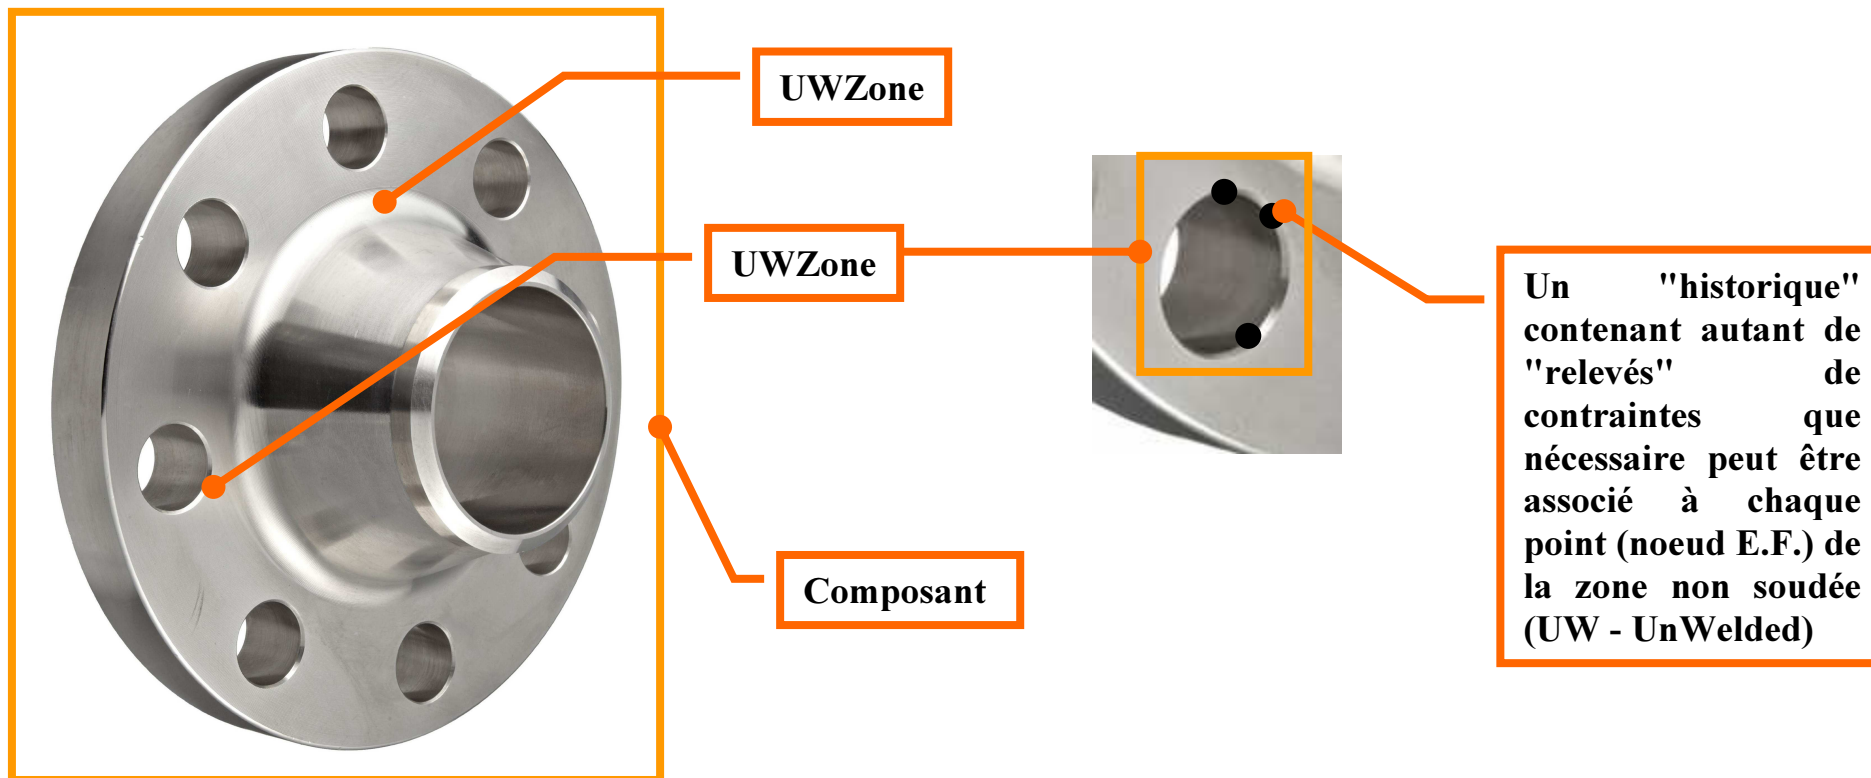 UWZone
UWZone
Composant
Un "historique"
contenant autant de
"relevés" de
contraintes que
nécessaire peut être
associé à chaque
point (noeud E.F.) de
la zone non soudée
(UW - UnWelded)